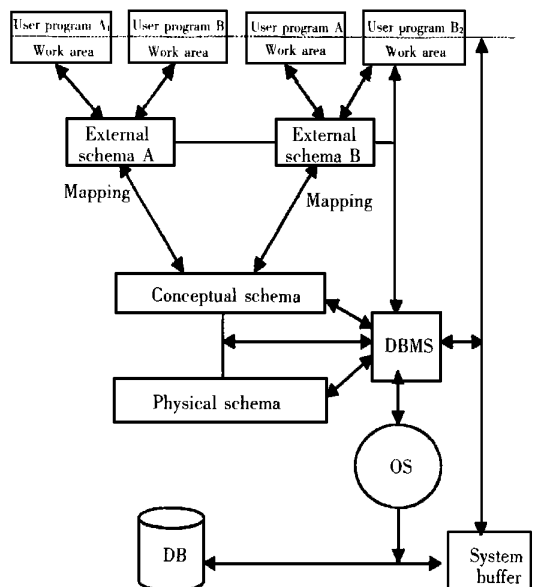 User program A₁
User program B
User program A
User program B₂
Work area
Work area
Work area
Work area
External
schema A
External
schema B
Mapping
Mapping
Conceptual schema
DBMS
Physical schema
OS
DB
System
buffer